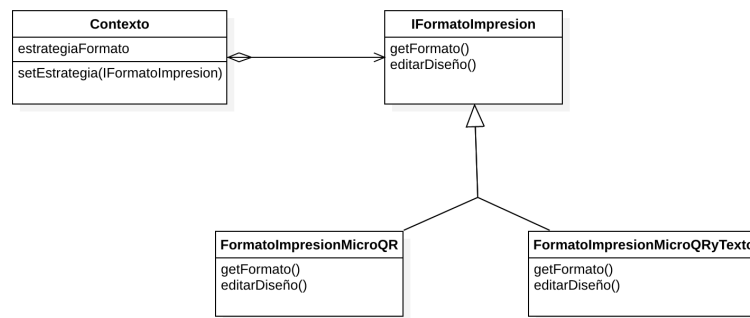 Contexto
estrategiaFormato
setEstrategia(IFormatoImpresion)
IFormatoImpresion
getFormato()
editarDiseño()
FormatoImpresionMicroQR
getFormato()
editarDiseño()
FormatoImpresionMicroQRyTexto
getFormato()
editarDiseño()